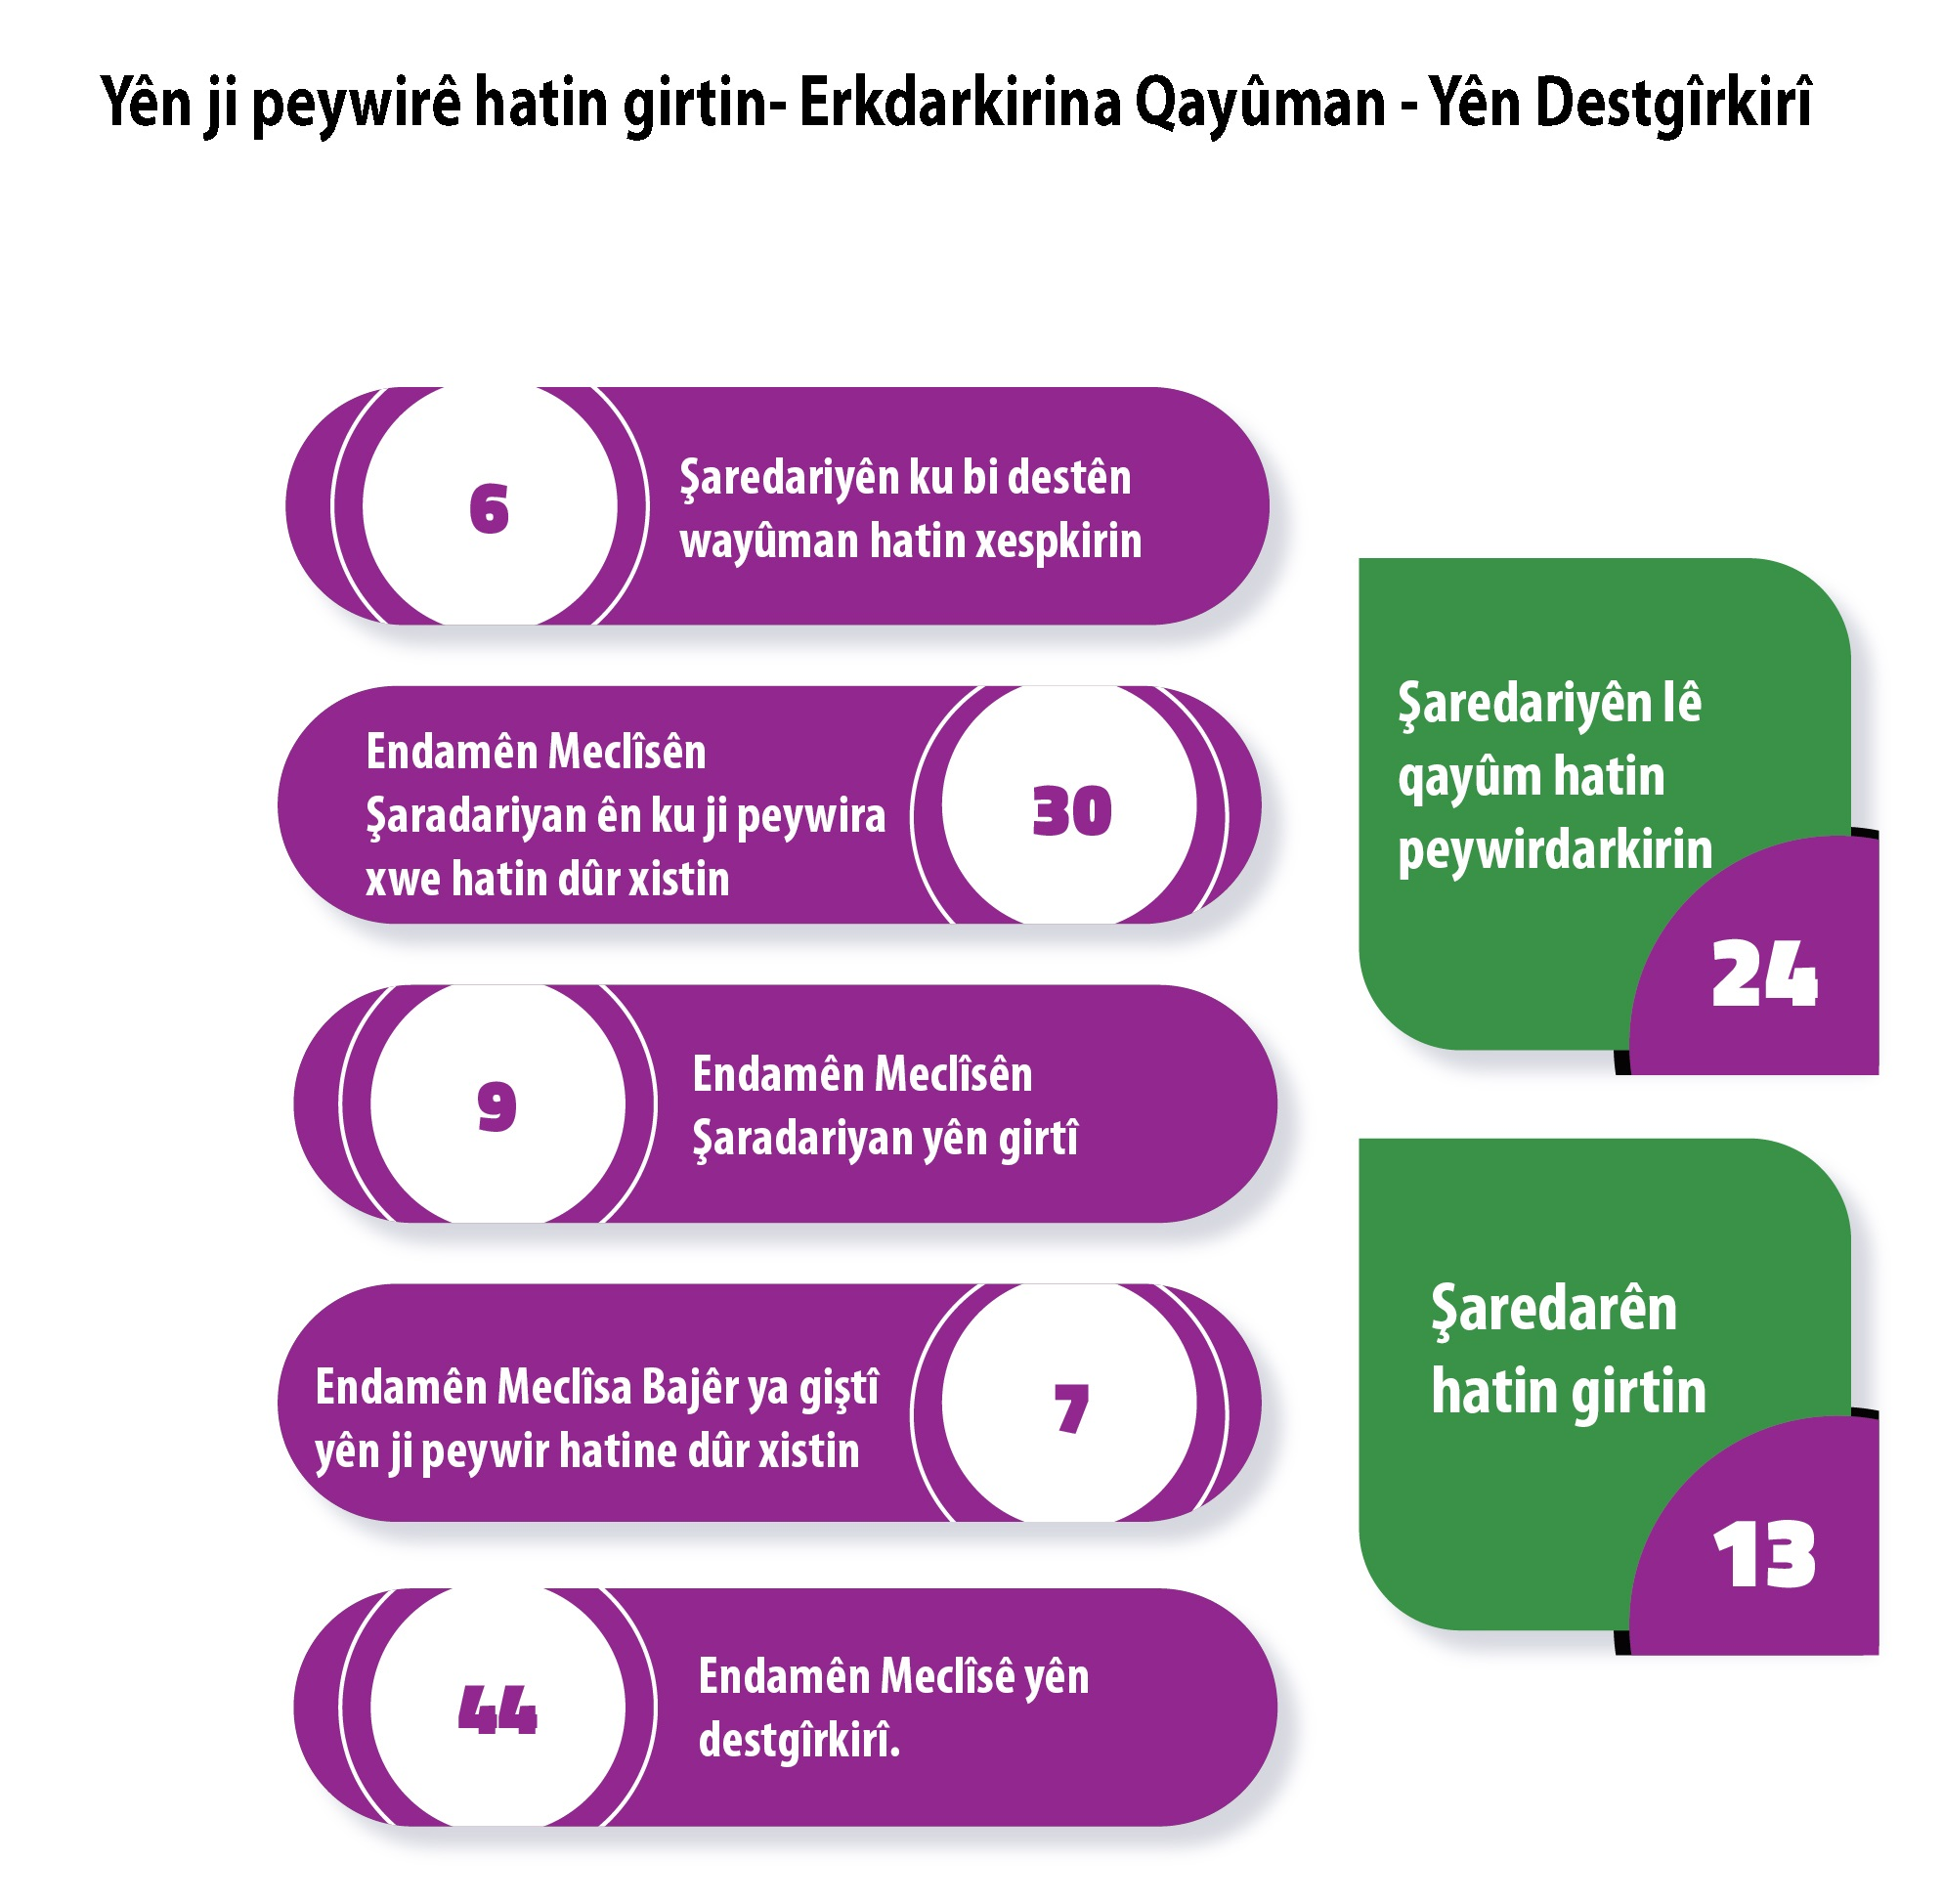 Yên ji peywirê hatin girtin- Erkdarkirina Qayûman - Yên Destgîrkirî
6
Şaredariyên ku bi destên
wayûman hatin xespkirin
Endamên Meclîsên
Şaradariyan ên ku ji peywira
xwe hatin dûr xistin
30
9
Endamên Meclîsên
Şaradariyan yên girtî
Endamên Meclîsa Bajêr ya giştî
yên ji peywir hatine dûr xistin
7
44
Endamên Meclîsê yên
destgîrkirî.
Şaredariyên lê
qayûm hatin
peywirdarkirin
24
Şaredarên
hatin girtin
13